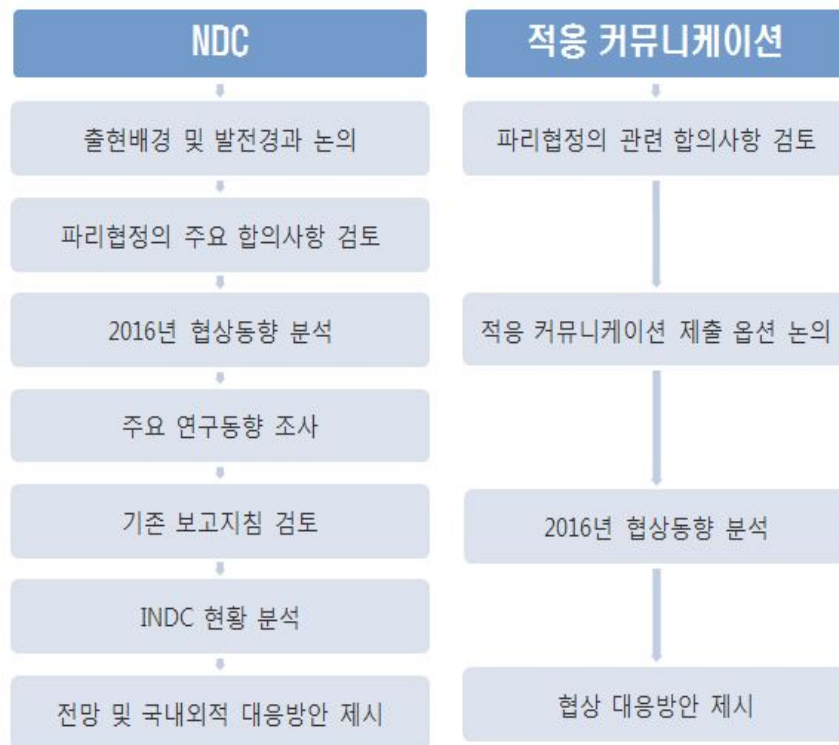 NDC
출현배경 및 발전경과 논의
파리협정의 주요 합의사항 검토
2016년 협상동향 분석
주요 연구동향 조사
기존 보고지침 검토
INDC 현황 분석
전망 및 국내외적 대응방안 제시
적응 커뮤니케이션
파리협정의 관련 합의사항 검토
적응 커뮤니케이션 제출 옵션 논의
2016년 협상동향 분석
협상 대응방안 제시